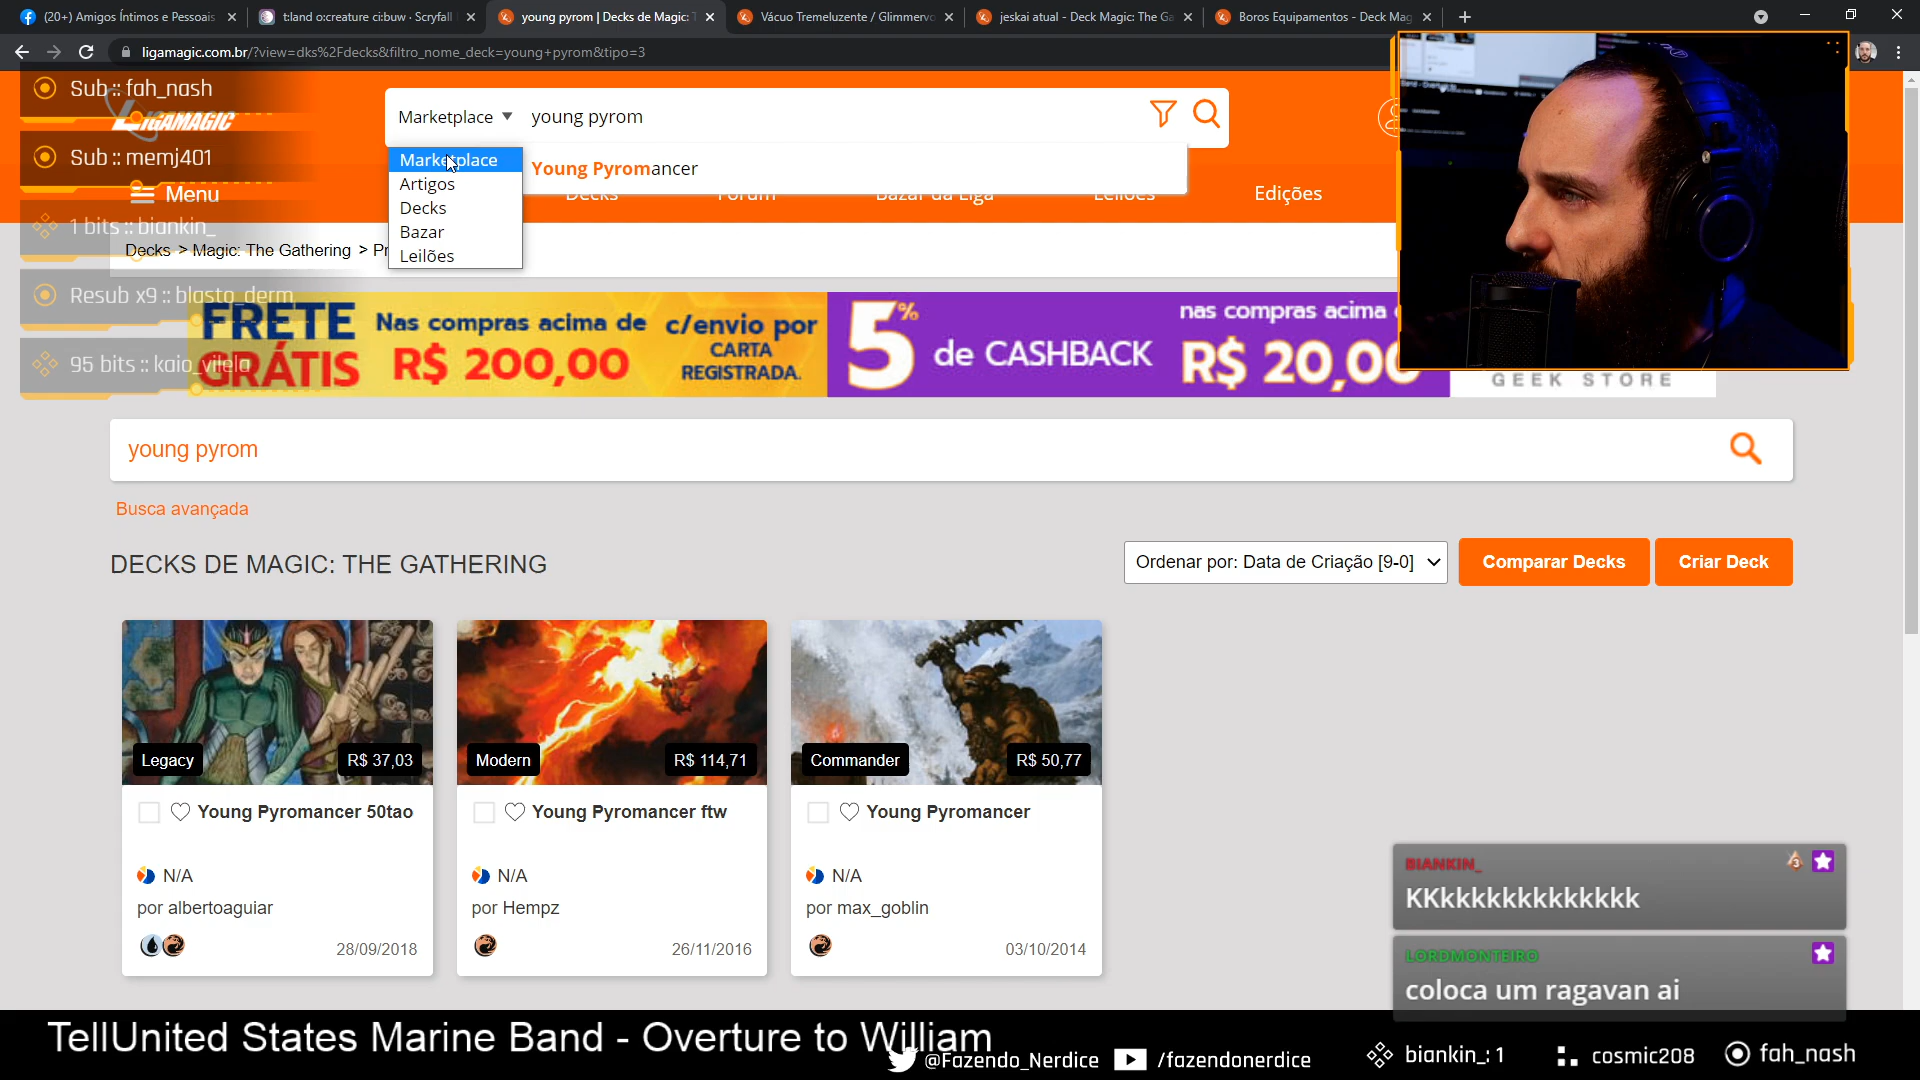 (20+) Amigos Íntimos e Pessoais
t:land o:creature ci:buw · Scryfall
young pyrom | Decks de Magic: T
Vácuo Tremeluzente / Glimmervo
jeskai atual - Deck Magic: The Ga
Boros Equipamentos - Deck Mag
ligamagic.com.br/?view=dks%2Fdecks&filtro_nome_deck=young+pyrom&tipo=3
Sub :: fah_nash
LIGAMAGIC
Marketplace
young pyrom
Sub :: memj401
Marketplace
Young Pyromancer
Artigos
Menu
Decks
Fórum
Bazar da Liga
Leilões
Edições
Decks
Bazar
Leilões
1 bits :: biankin_
Decks > Magic: The Gathering > Pr
Resub x9 :: blasto_derm
95 bits :: kaio_vilela
FRETE GRÁTIS
Nas compras acima de
R$ 200,00
c/envio por
CARTA
REGISTRADA.
5% de CASHBACK
nas compras acima
R$ 20,00
GEEK STORE
young pyrom
Busca avançada
DECKS DE MAGIC: THE GATHERING
Ordenar por: Data de Criação [9-0]
Comparar Decks
Criar Deck
Legacy
R$ 37,03
Young Pyromancer 50tao
N/A
por albertoaguiar
28/09/2018
Modern
R$ 114,71
Young Pyromancer ftw
N/A
por Hempz
26/11/2016
Commander
R$ 50,77
Young Pyromancer
N/A
por max_goblin
03/10/2014
BIANKIN_
3
KKkkkkkkkkkkkkk
LORDMONTEIRO
coloca um ragavan ai
TellUnited States Marine Band - Overture to William
@Fazendo_Nerdice
/fazendonerdice
biankin_: 1
cosmic208
fah_nash